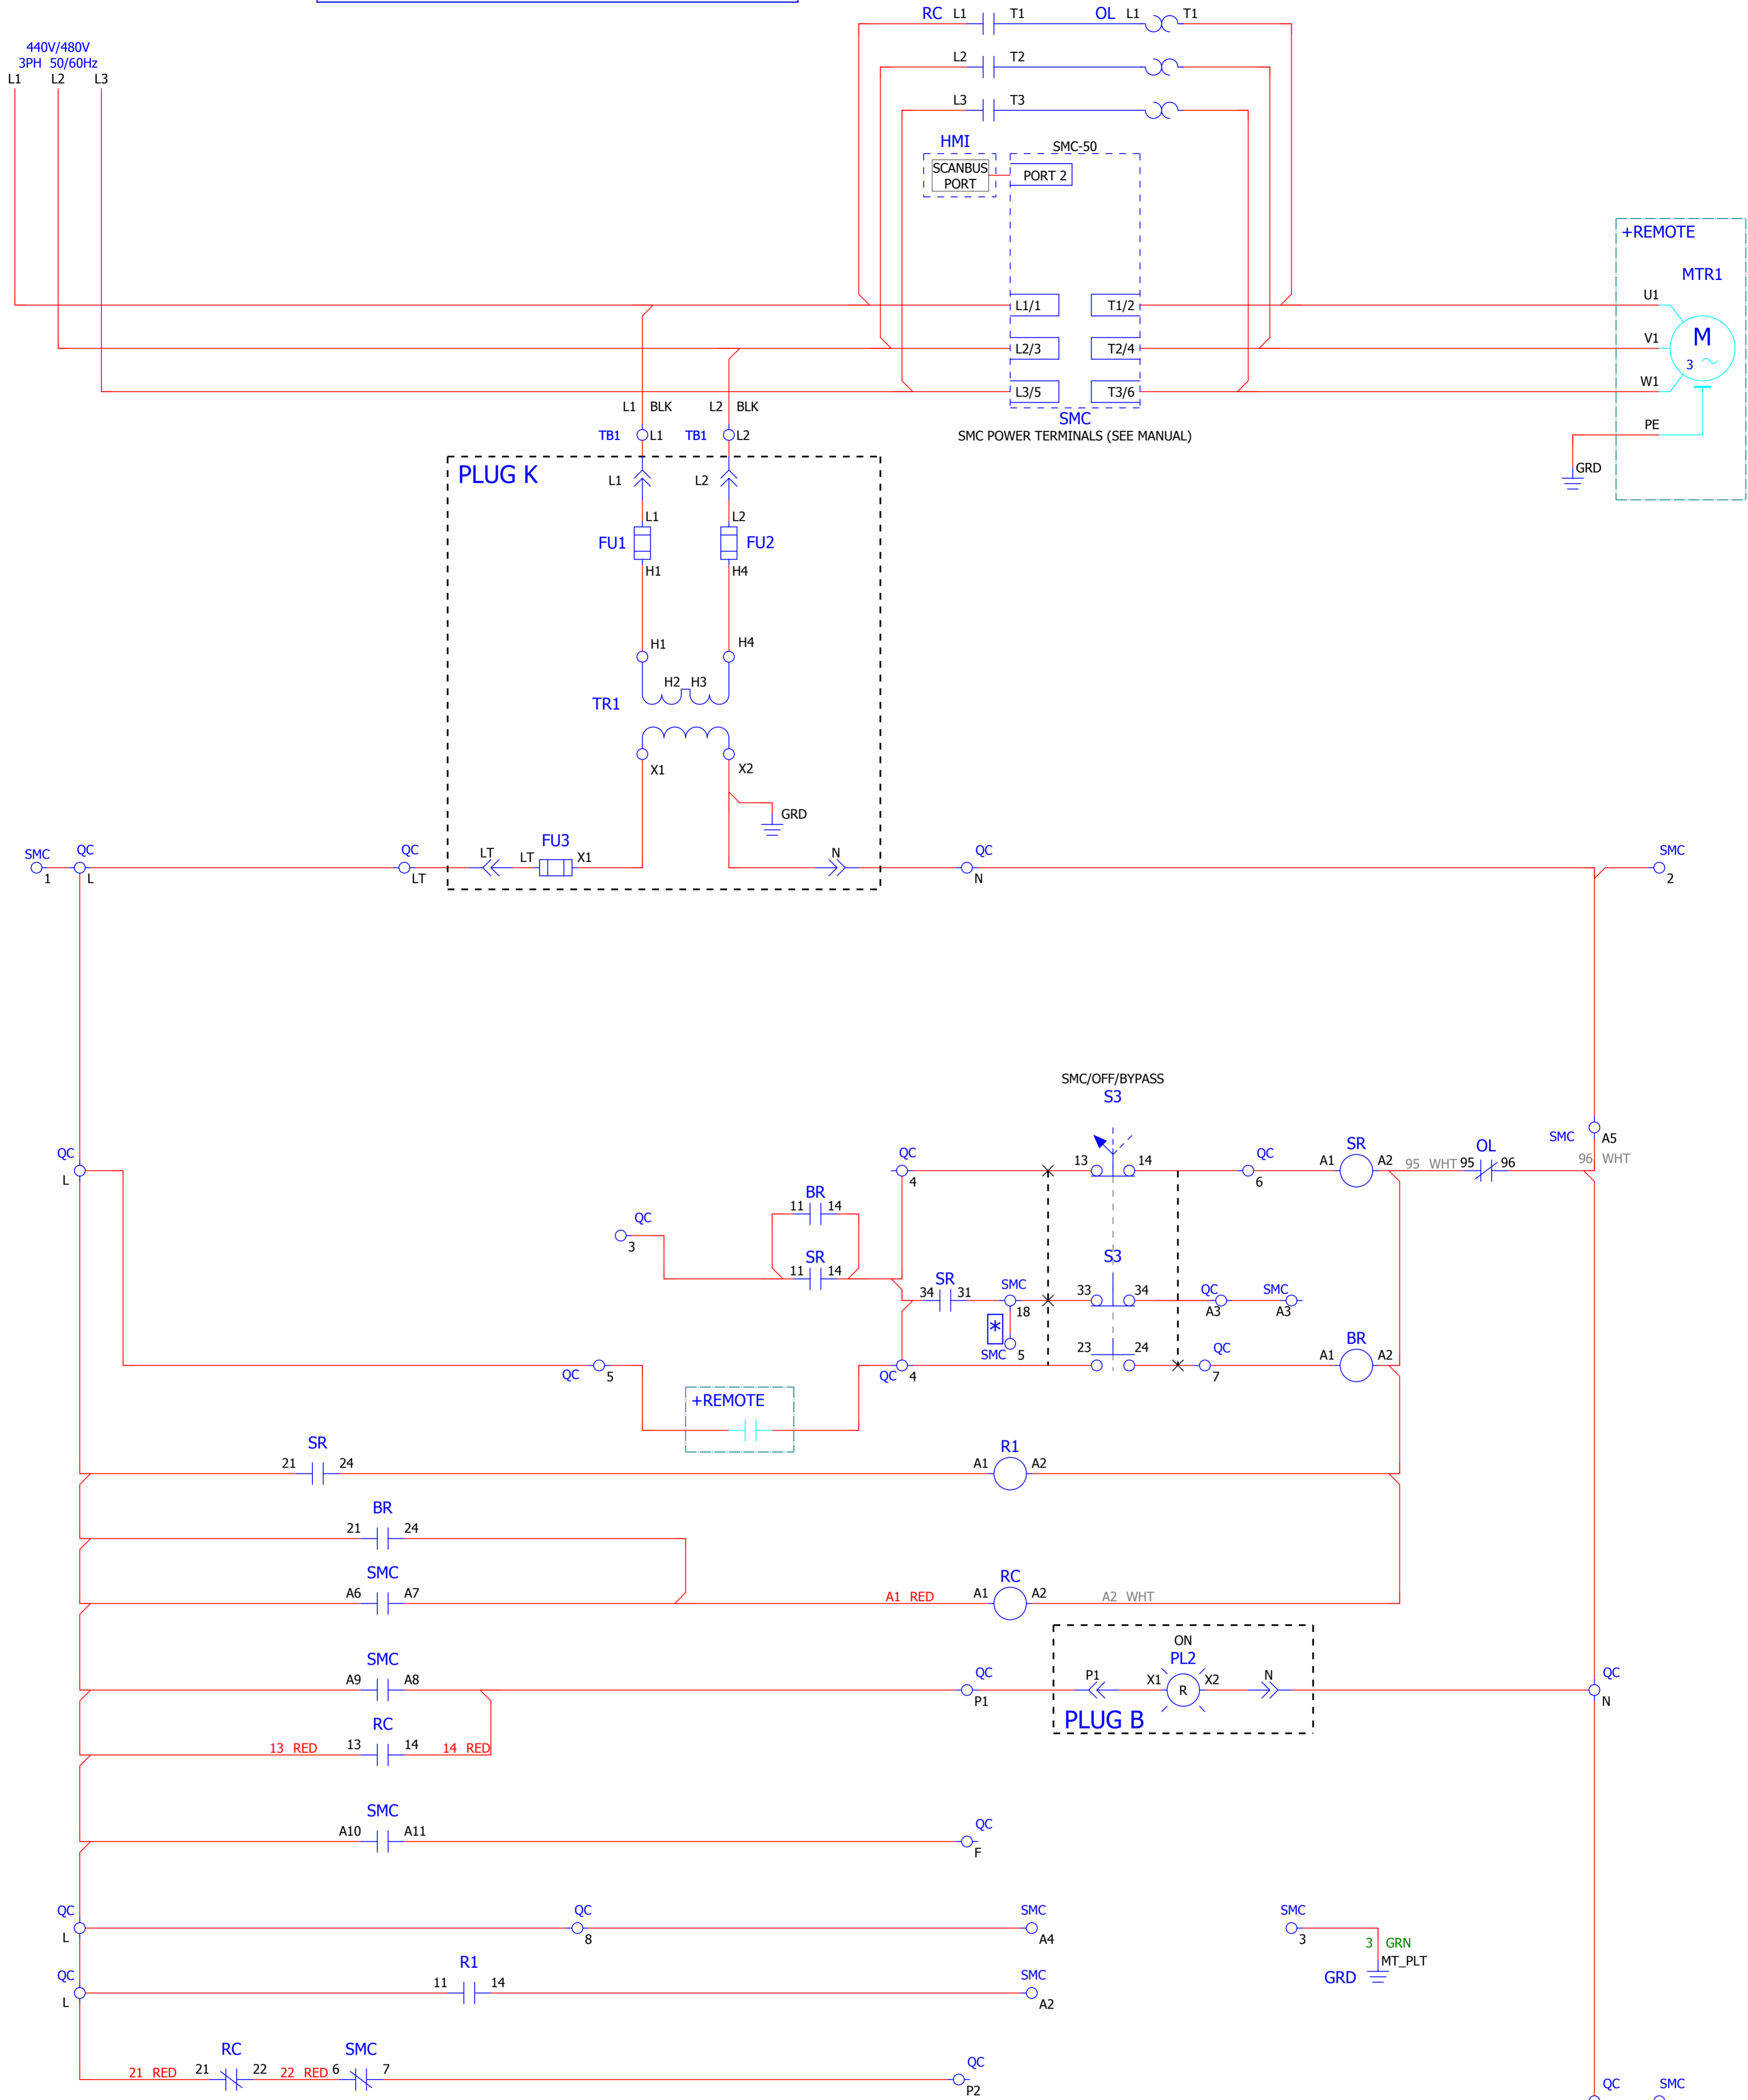 RC L1 T1 OL L1 T1
440V/480V
3PH 50/60Hz
L1 L2 L3
L2 T2
L3 T3
HMI
SMC-50
SCANBUS
PORT
PORT 2
+REMOTE
MTR1
L1/1 T1/2 U1
L2/3 T2/4 V1
M
3
L3/5 T3/6 W1
L1 BLK L2 BLK
SMC
SMC POWER TERMINALS (SEE MANUAL)
PE
TB1 L1 TB1 L2
GRD
PLUG K
L1 L2
L1 L2
FU1 FU2
H1 H4
H1 H4
H2 H3
TR1
X1 X2
GRD
FU3
SMC QC QC LT LT X1 N QC SMC
1 L LT N 2
SMC/OFF/BYPASS
S3
SMC A5
QC QC 13 14 QC SR OL
A1 A2 95 WHT 95 96 96 WHT
L 4 6
BR
11 14
QC
3
SR
11 14
S3
SR
34 31 SMC 33 34 QC SMC
18 A3 A3
*
SMC 5 23 24 QC BR
A1 A2
QC 5 QC 4 7
+REMOTE
SR R1
21 24 A1 A2
BR
21 24
SMC RC
A6 A7 A1 RED A1 A2 A2 WHT
ON
SMC PL2
A9 A8 QC P1 X1 R X2 N QC
P1 N
PLUG B
RC
13 RED 13 14 14 RED
SMC
A10 A11 QC
F
QC QC SMC SMC
L 8 A4 3
3 GRN
MT_PLT
GRD
QC R1 SMC
11 14
L A2
RC SMC
21 RED 21 22 22 RED 6 7 QC
P2
QC SMC